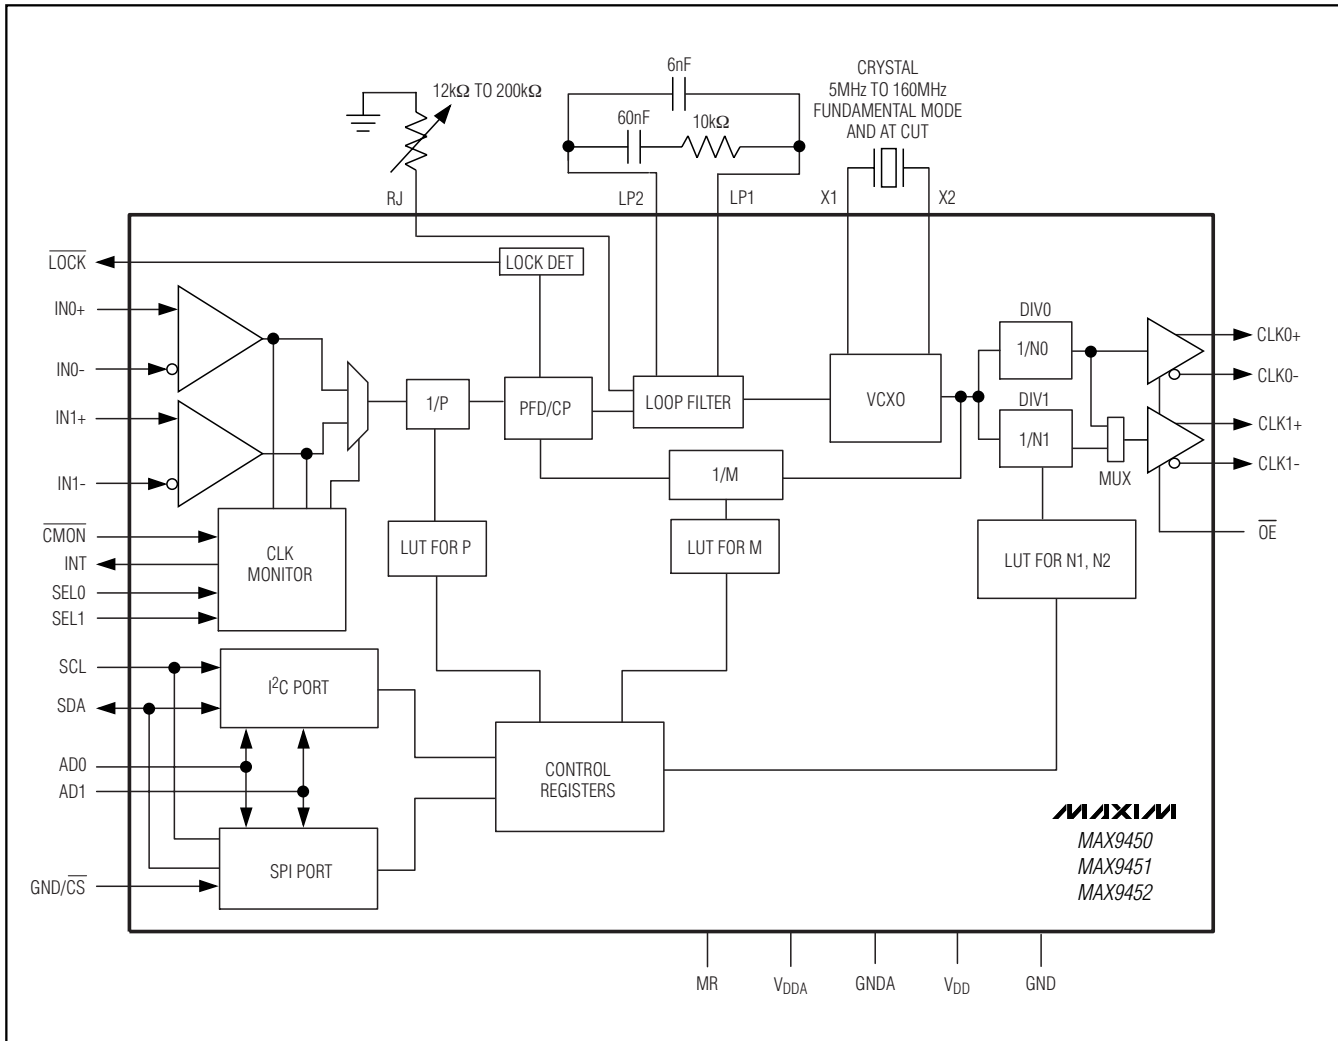 6nF
CRYSTAL
5MHz TO 160MHz
FUNDAMENTAL MODE
AND AT CUT
12kΩ TO 200kΩ
60nF
10kΩ
RJ
LP2
LP1
X1
X2
LOCK
LOCK DET
IN0+
IN0-
IN1+
IN1-
1/P
PFD/CP
LOOP FILTER
VCXO
DIV0
1/N0
DIV1
1/N1
MUX
CLK0+
CLK0-
CLK1+
CLK1-
1/M
CMON
INT
SEL0
SEL1
CLK
MONITOR
LUT FOR P
LUT FOR M
LUT FOR N1, N2
OE
SCL
SDA
I²C PORT
AD0
AD1
CONTROL
REGISTERS
SPI PORT
GND/CS
MAXIM
MAX9450
MAX9451
MAX9452
MR
VDDA
GNDA
VDD
GND